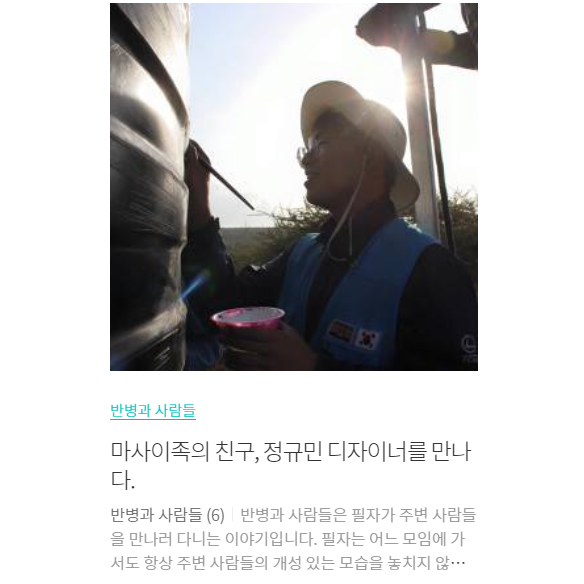 반병과 사람들
마사이족의 친구, 정규민 디자이너를 만나
다.
반병과 사람들 (6) 반병과 사람들은 필자가 주변 사람들
을 만나러 다니는 이야기입니다. 필자는 어느 모임에 가
서도 항상 주변 사람들의 개성 있는 모습을 놓치지 않…